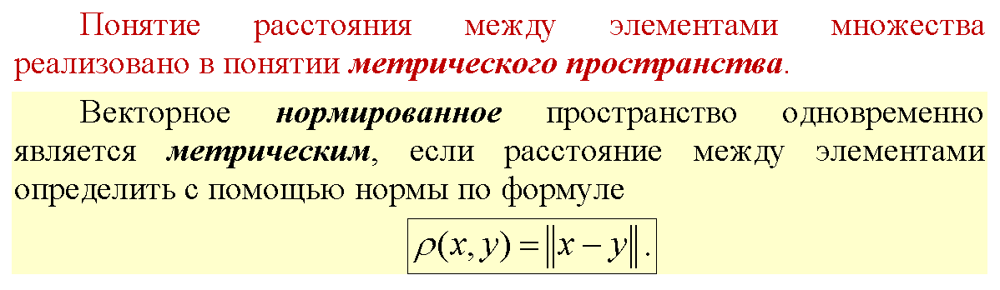 Понятие расстояния между элементами множества
реализовано в понятии метрического пространства.
Векторное нормированное пространство одновременно
является метрическим, если расстояние между элементами
определить с помощью нормы по формуле
ρ(x, y) = ||x − y||.